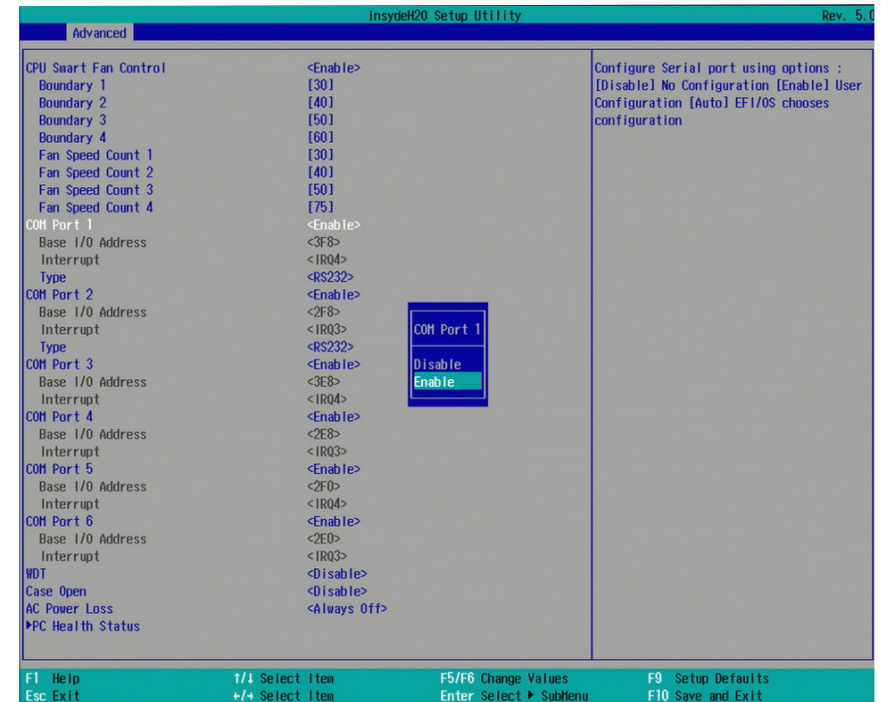 InsydeH20 Setup Utility Rev. 5.0
Advanced
CPU Smart Fan Control <Enable>
Boundary 1 [30]
Boundary 2 [40]
Boundary 3 [50]
Boundary 4 [60]
Fan Speed Count 1 [30]
Fan Speed Count 2 [40]
Fan Speed Count 3 [50]
Fan Speed Count 4 [75]
COM Port 1 <Enable>
Base I/O Address <3F8>
Interrupt <IRQ4>
Type <RS232>
COM Port 2 <Enable>
Base I/O Address <2F8>
Interrupt <IRQ3>
Type <RS232>
COM Port 3 <Enable>
Base I/O Address <3E8>
Interrupt <IRQ4>
COM Port 4 <Enable>
Base I/O Address <2E8>
Interrupt <IRQ3>
COM Port 5 <Enable>
Base I/O Address <2F0>
Interrupt <IRQ4>
COM Port 6 <Enable>
Base I/O Address <2E0>
Interrupt <IRQ3>
WDT <Disable>
Case Open <Disable>
AC Power Loss <Always Off>
▶PC Health Status
COM Port 1
Disable
Enable
Configure Serial port using options :
[Disable] No Configuration [Enable] User
Configuration [Auto] EFI/OS chooses
configuration
F1 Help ↑/↓ Select Item F5/F6 Change Values F9 Setup Defaults
Esc Exit ←/→ Select Item Enter Select ▶ SubMenu F10 Save and Exit